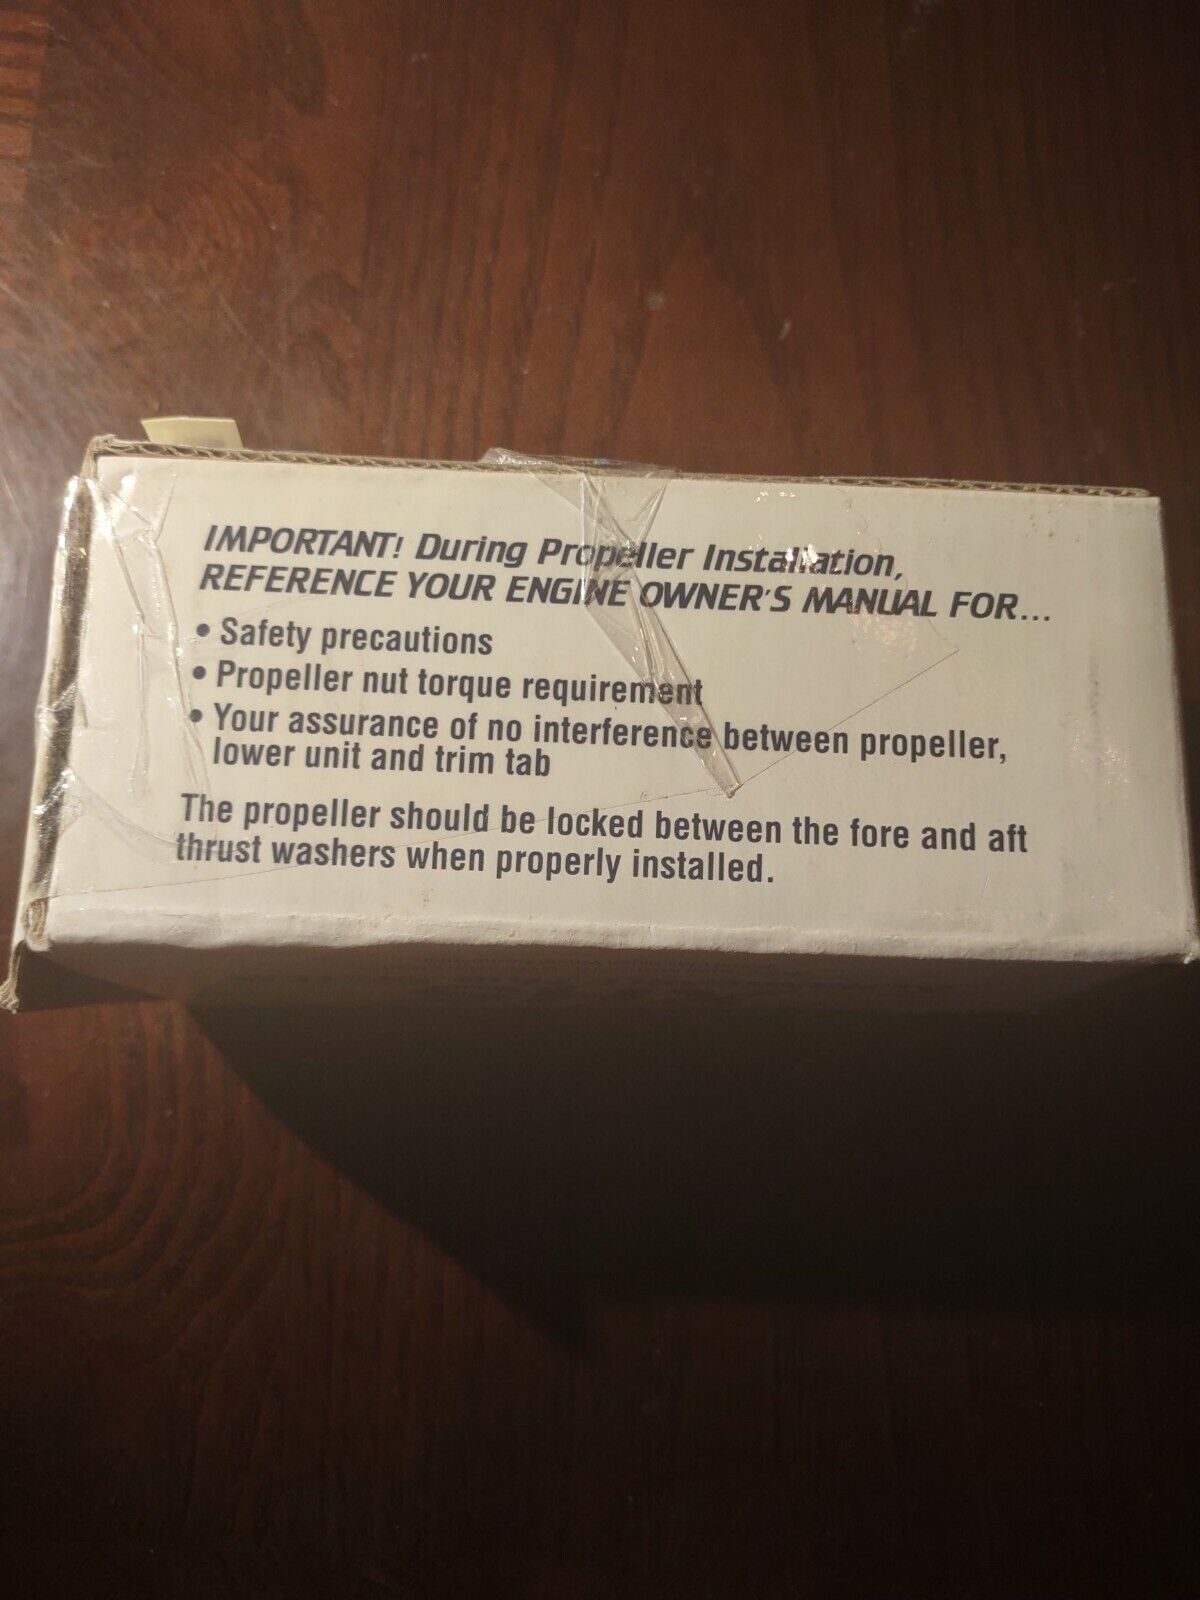 IMPORTANT! During Propeller Installation,
REFERENCE YOUR ENGINE OWNER'S MANUAL FOR...
• Safety precautions
• Propeller nut torque requirement
• Your assurance of no interference between propeller,
lower unit and trim tab
The propeller should be locked between the fore and aft
thrust washers when properly installed.